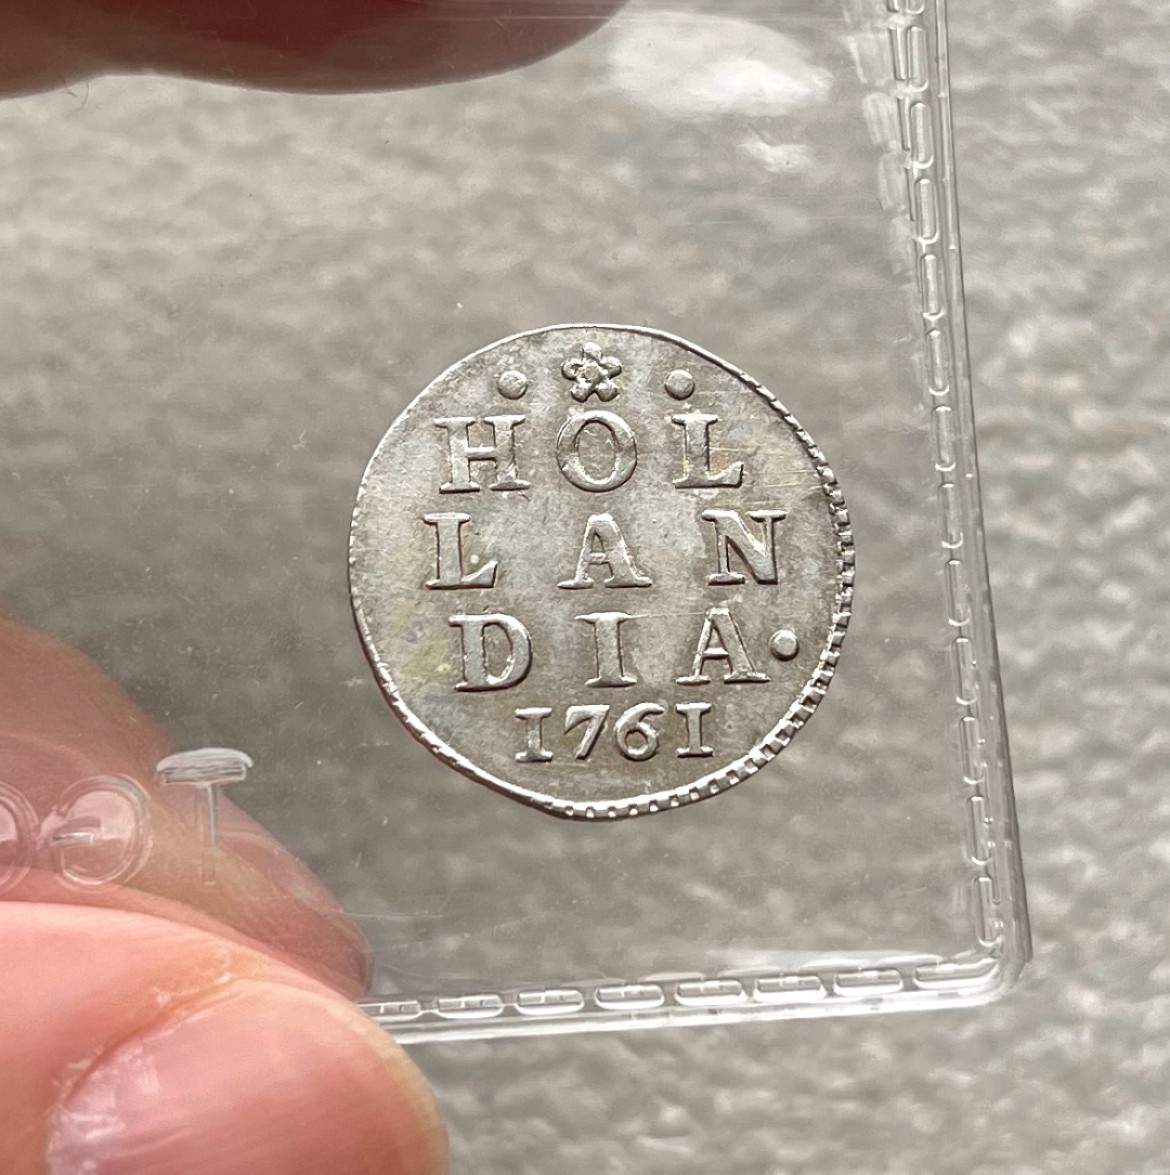 · HOL ·
LAN
DIA·
1761